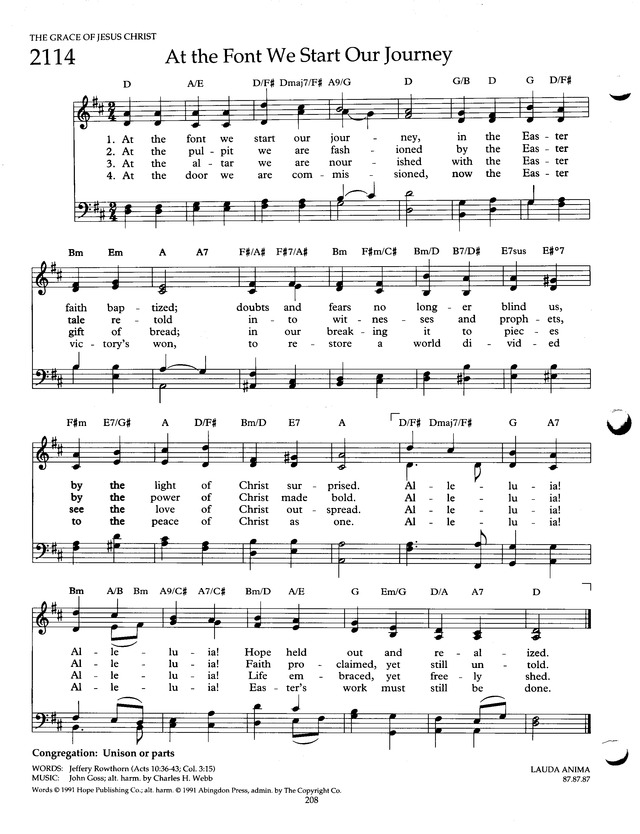 THE GRACE OF JESUS CHRIST
2114 At the Font We Start Our Journey
D A/E D/F♯ Dmaj7/F♯ A9/G D G/B D G D/F♯
1. At the font we start our jour - ney, in the Eas - ter
2. At the pul - pit we are fash - ioned by the Eas - ter
3. At the al - tar we are nour - ished with the Eas - ter
4. At the door we are com - mis - sioned, now the Eas - ter
Bm Em A A7 F♯/A♯ F♯7/A♯ Bm F♯m/C♯ Bm/D B7/D♯ E7sus E♯°7
faith bap - tized; doubts and fears no long - er blind us,
tale re - told in - to wit - nes - ses and proph - ets,
gift of bread; in our break - ing it to piec - es
vic - tory's won, to re - store a world di - vid - ed
F♯m E7/G♯ A D/F♯ Bm/D E7 A D/F♯ Dmaj7/F♯ G A7
by the light of Christ sur - prised. Al - le - lu - ia!
by the power of Christ made bold. Al - le - lu - ia!
see the love of Christ out - spread. Al - le - lu - ia!
to the peace of Christ as one. Al - le - lu - ia!
Bm A/B Bm A9/C♯ A7/C♯ Bm/D A/E G Em/G D/A A7 D
Al - le - lu - ia! Hope held out and re - al - ized.
Al - le - lu - ia! Faith pro - claimed, yet still un - told.
Al - le - lu - ia! Life em - braced, yet free - ly shed.
Al - le - lu - ia! Eas - ter's work must still be done.
Congregation: Unison or parts
WORDS: Jeffery Rowthorn (Acts 10:36-43; Col. 3:15) LAUDA ANIMA
MUSIC: John Goss; alt. harm. by Charles H. Webb 87.87.87
Words © 1991 Hope Publishing Co.; alt. harm. © 1991 Abingdon Press, admin. by The Copyright Co.
208